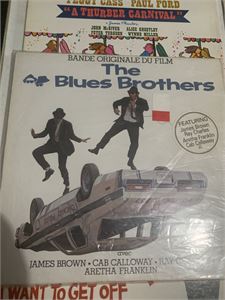 PEGGY CASS PAUL FORD
"A THURBER CARNIVAL"
JOHN McGIVER ALICE GHOSTLEY
PETER TURGEON WYNNE MILLER
BANDE ORIGINALE DU FILM
The
Blues Brothers
FEATURING
James Brown
Ray Charles
Aretha Franklin
Cab Calloway
avec
JAMES BROWN • CAB CALLOWAY • RAY
ARETHA FRANKLIN
I WANT TO GET OFF